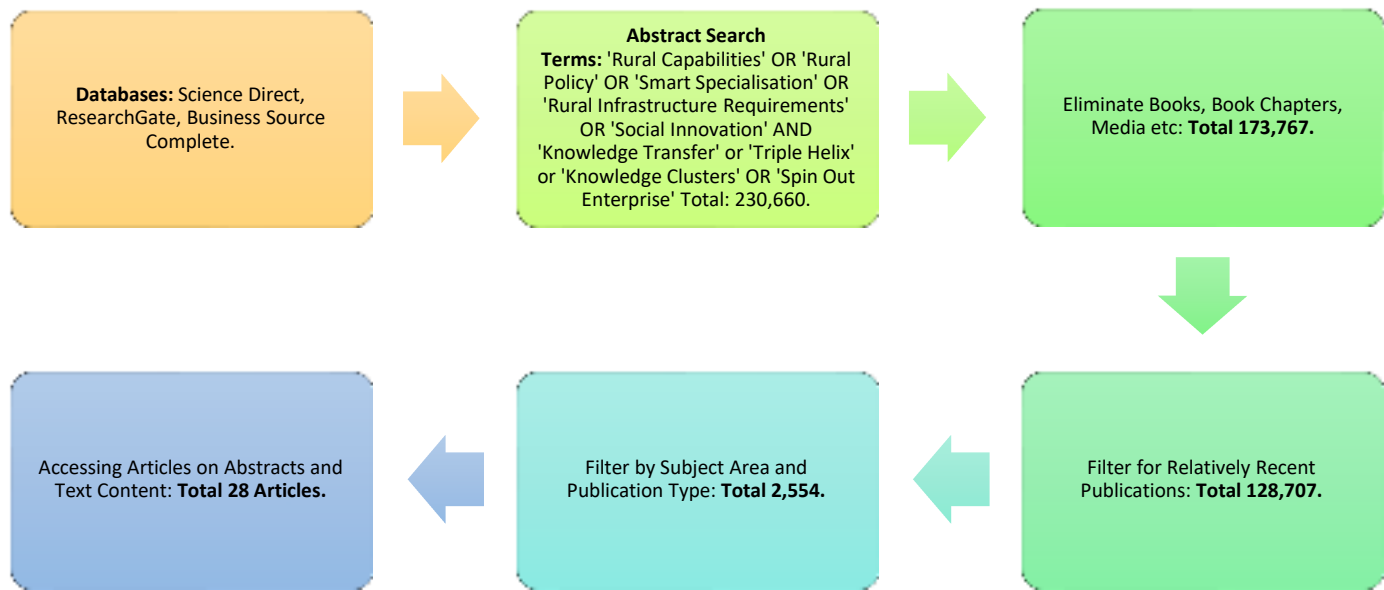 Databases: Science Direct,
ResearchGate, Business Source
Complete.
Abstract Search
Terms: 'Rural Capabilities' OR 'Rural
Policy' OR 'Smart Specialisation' OR
'Rural Infrastructure Requirements'
OR 'Social Innovation' AND
'Knowledge Transfer' or 'Triple Helix'
or 'Knowledge Clusters' OR 'Spin Out
Enterprise' Total: 230,660.
Eliminate Books, Book Chapters,
Media etc: Total 173,767.
Filter for Relatively Recent
Publications: Total 128,707.
Filter by Subject Area and
Publication Type: Total 2,554.
Accessing Articles on Abstracts and
Text Content: Total 28 Articles.